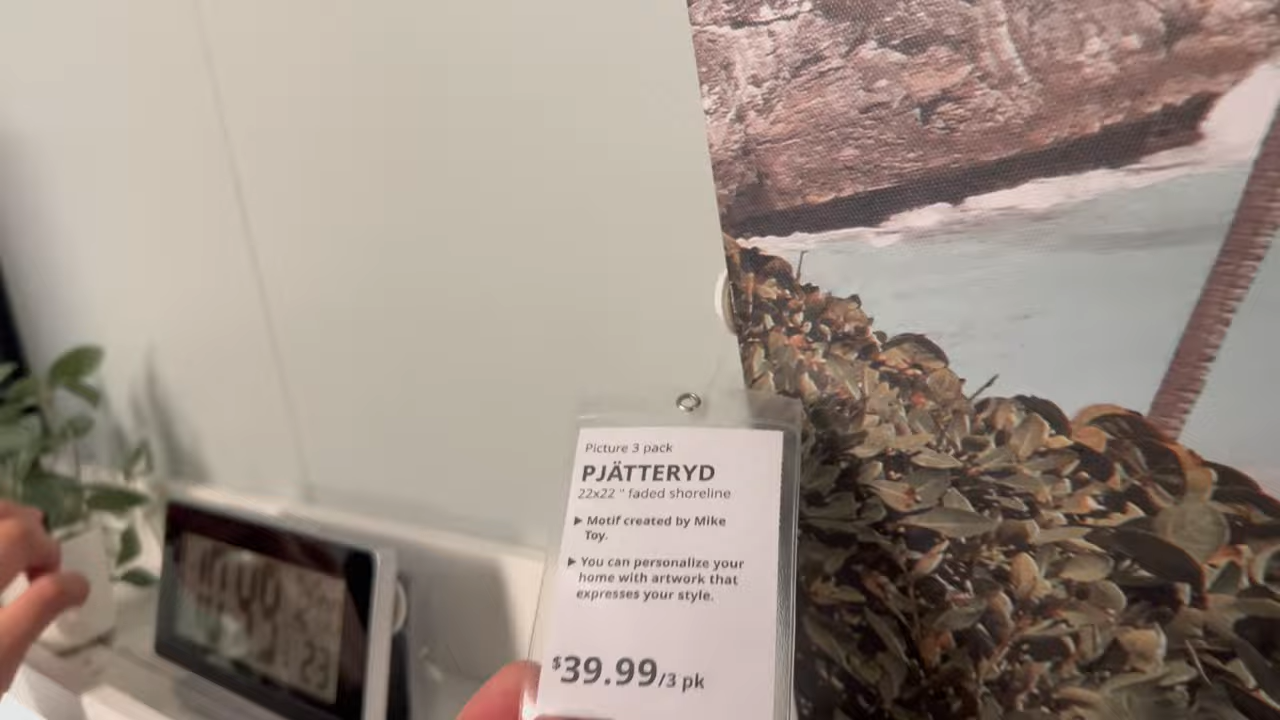 Picture 3 pack
PJÄTTERYD
22x22 " faded shoreline
▶ Motif created by Mike
Toy.
▶ You can personalize your
home with artwork that
expresses your style.
$39.99/3 pk
23